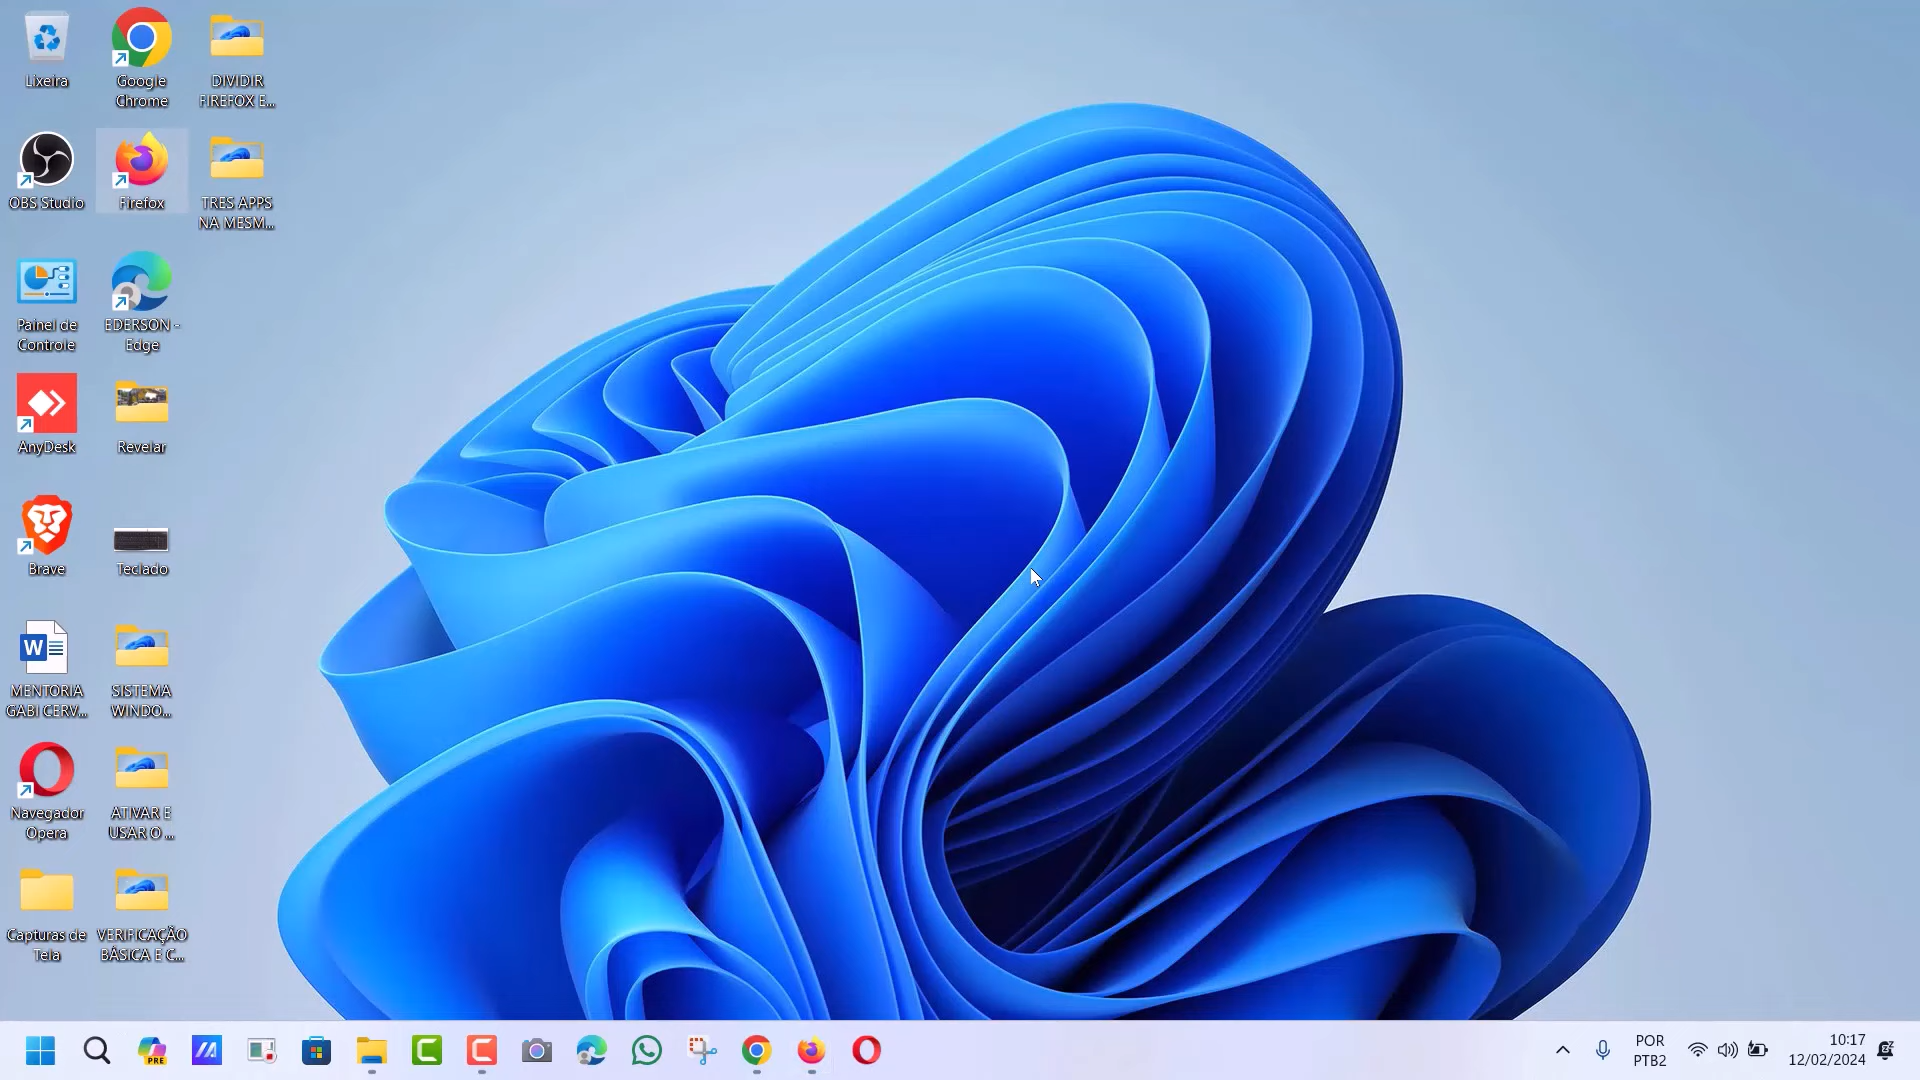 Lixeira
Google
Chrome
DIVIDIR
FIREFOX E...
OBS Studio
Firefox
TRES APPS
NA MESM...
Painel de
Controle
EDERSON -
Edge
AnyDesk
Revelar
Brave
Teclado
W
MENTORIA
GABI CERV...
SISTEMA
WINDO...
Navegador
Opera
ATIVAR E
USAR O ...
Capturas de
Tela
VERIFICAÇÃO
BÁSICA E C...
PRE
POR
PTB2
10:17
12/02/2024